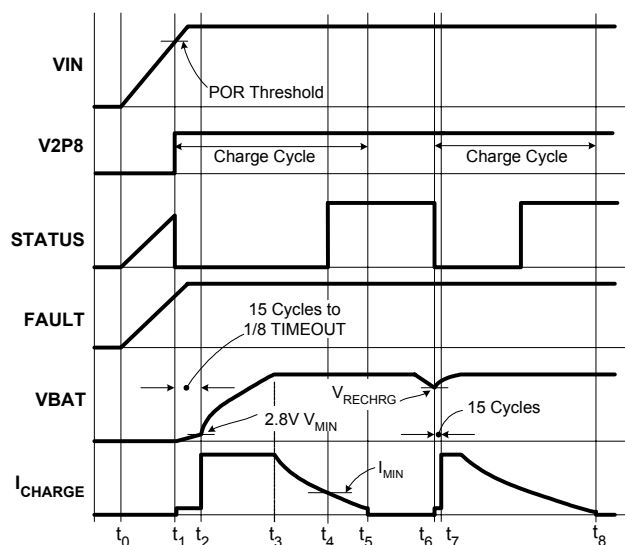 VIN
POR Threshold
V2P8
Charge Cycle
Charge Cycle
STATUS
FAULT
15 Cycles to
1/8 TIMEOUT
VBAT
VRECHRG
2.8V VMIN
15 Cycles
ICHARGE
IMIN
t0 t1 t2 t3 t4 t5 t6 t7 t8